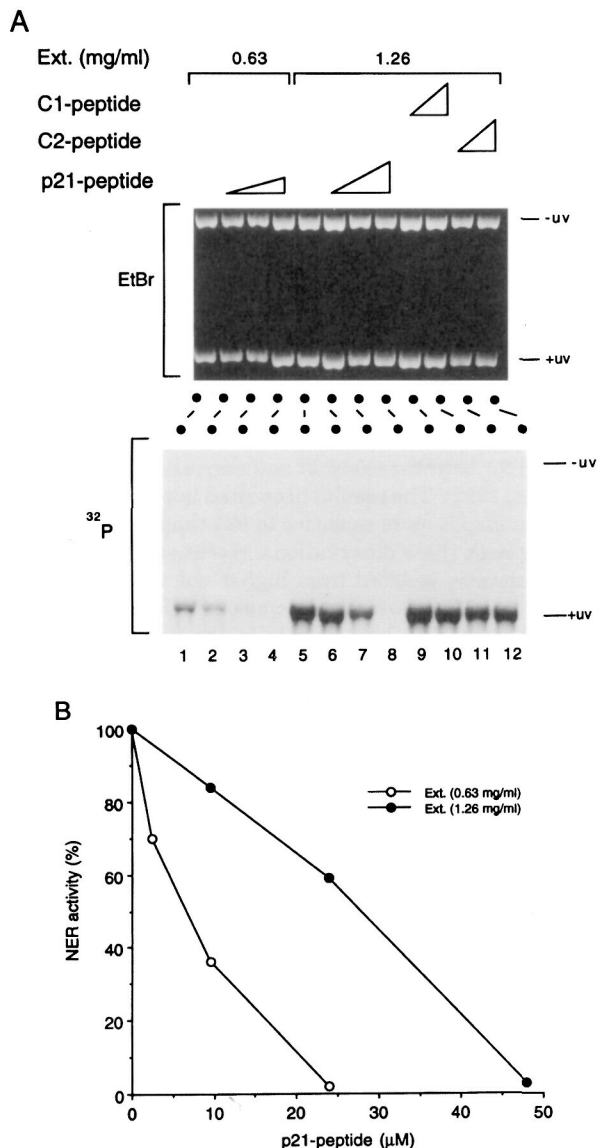 A
Ext. (mg/ml) 0.63 1.26
C1-peptide
C2-peptide
p21-peptide
EtBr
-uv
+uv
32P
-uv
+uv
1 2 3 4 5 6 7 8 9 10 11 12
B
100
80
60
40
20
0
NER activity (%)
Ext. (0.63 mg/ml)
Ext. (1.26 mg/ml)
0 10 20 30 40 50
p21-peptide (μM)